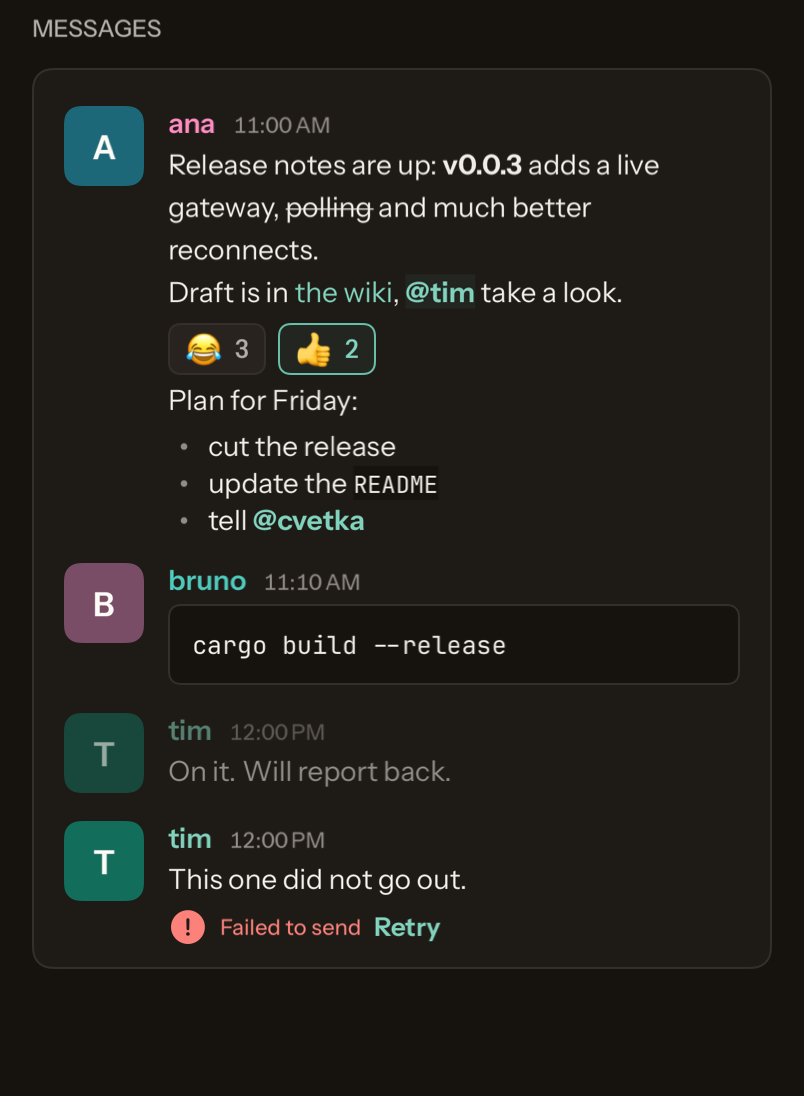 MESSAGES
A
ana 11:00 AM
Release notes are up: v0.0.3 adds a live
gateway, polling and much better
reconnects.
Draft is in the wiki, @tim take a look.
😂 3 👍 2
Plan for Friday:
• cut the release
• update the README
• tell @cvetka
B
bruno 11:10 AM
cargo build --release
T
tim 12:00 PM
On it. Will report back.
T
tim 12:00 PM
This one did not go out.
! Failed to send Retry